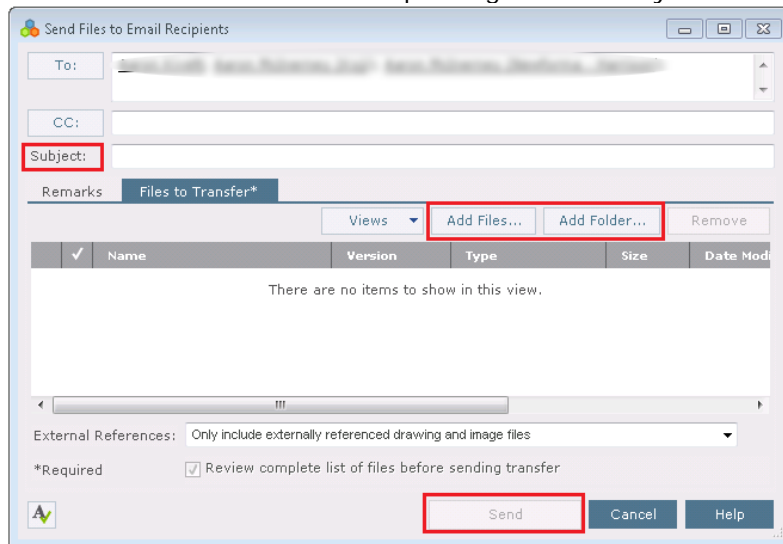 Send Files to Email Recipients
To:
CC:
Subject:
Remarks Files to Transfer*
Views Add Files... Add Folder... Remove
Name Version Type Size Date Modi
There are no items to show in this view.
External References: Only include externally referenced drawing and image files
*Required Review complete list of files before sending transfer
Send Cancel Help